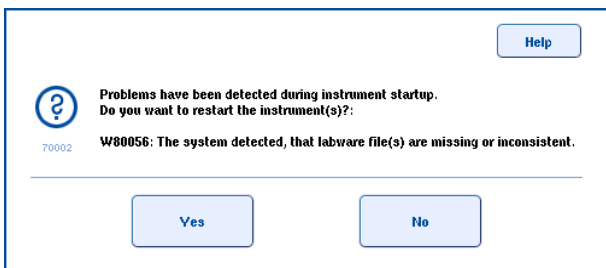 Help
Problems have been detected during instrument startup.
Do you want to restart the instrument(s)?:
70002
W80056: The system detected, that labware file(s) are missing or inconsistent.
Yes
No